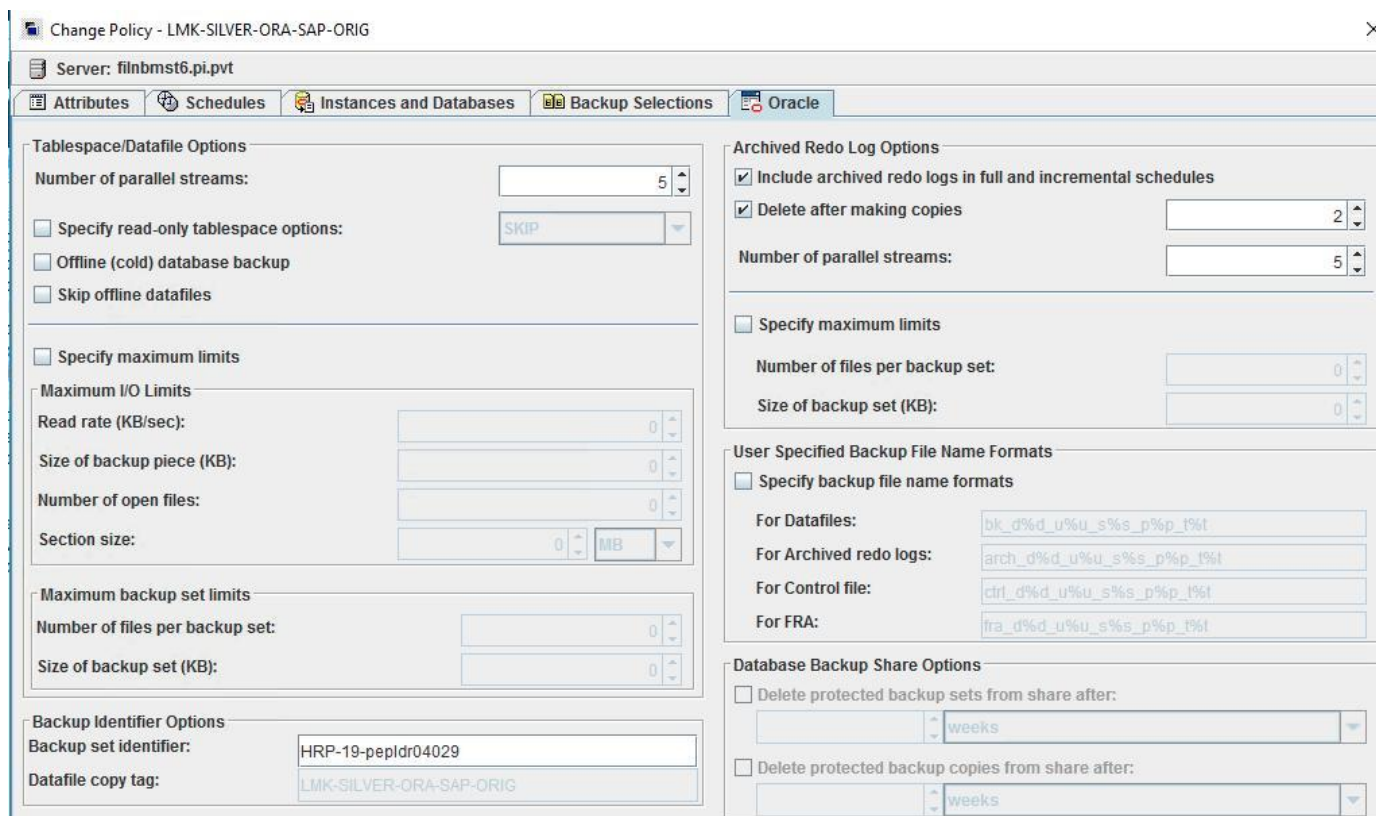 Change Policy - LMK-SILVER-ORA-SAP-ORIG
Server: filnbmst6.pi.pvt
Attributes
Schedules
Instances and Databases
Backup Selections
Oracle
Tablespace/Datafile Options
Number of parallel streams: 5
Specify read-only tablespace options: SKIP
Offline (cold) database backup
Skip offline datafiles
Specify maximum limits
Maximum I/O Limits
Read rate (KB/sec): 0
Size of backup piece (KB): 0
Number of open files: 0
Section size: 0 MB
Maximum backup set limits
Number of files per backup set: 0
Size of backup set (KB): 0
Backup Identifier Options
Backup set identifier: HRP-19-pepldr04029
Datafile copy tag: LMK-SILVER-ORA-SAP-ORIG
Archived Redo Log Options
Include archived redo logs in full and incremental schedules
Delete after making copies 2
Number of parallel streams: 5
Specify maximum limits
Number of files per backup set: 0
Size of backup set (KB): 0
User Specified Backup File Name Formats
Specify backup file name formats
For Datafiles: bk_d%d_u%u_s%s_p%p_t%t
For Archived redo logs: arch_d%d_u%u_s%s_p%p_t%t
For Control file: ctrl_d%d_u%u_s%s_p%p_t%t
For FRA: fra_d%d_u%u_s%s_p%p_t%t
Database Backup Share Options
Delete protected backup sets from share after:
weeks
Delete protected backup copies from share after:
weeks